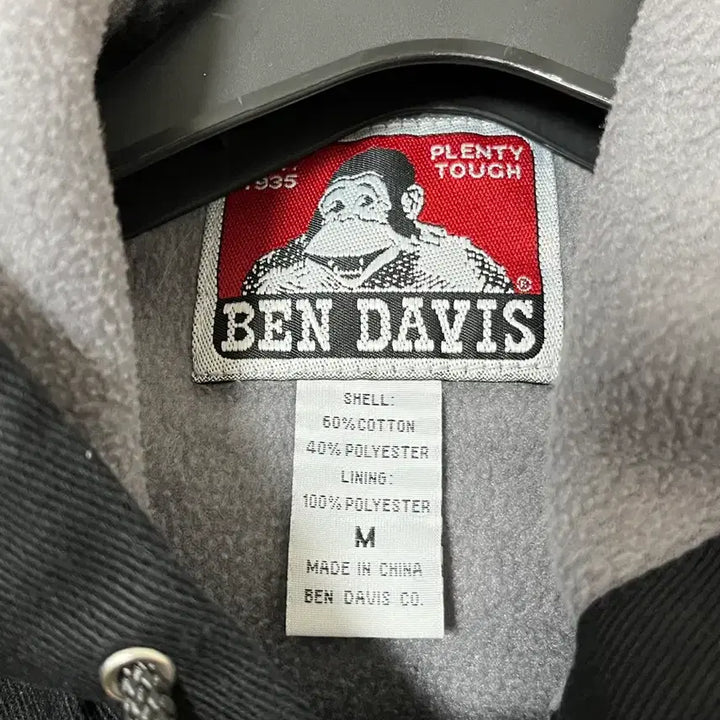 1935
PLENTY
TOUGH
®
BEN DAVIS
SHELL:
60%COTTON
40% POLYESTER
LINING:
100% POLYESTER
M
MADE IN CHINA
BEN DAVIS CO.